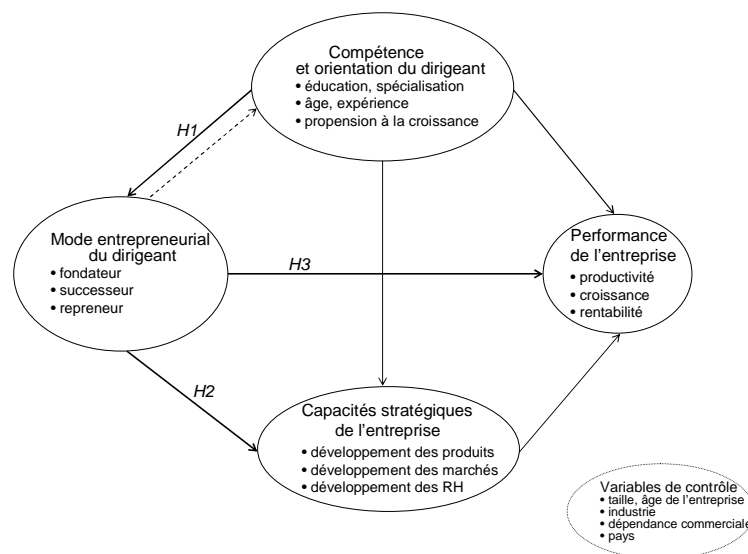 Compétence
et orientation du dirigeant
• éducation, spécialisation
• âge, expérience
• propension à la croissance
H1
Mode entrepreneurial
du dirigeant
• fondateur
• successeur
• repreneur
H3
Performance
de l'entreprise
• productivité
• croissance
• rentabilité
H2
Capacités stratégiques
de l'entreprise
• développement des produits
• développement des marchés
• développement des RH
Variables de contrôle
• taille, âge de l'entreprise
• industrie
• dépendance commerciale
• pays